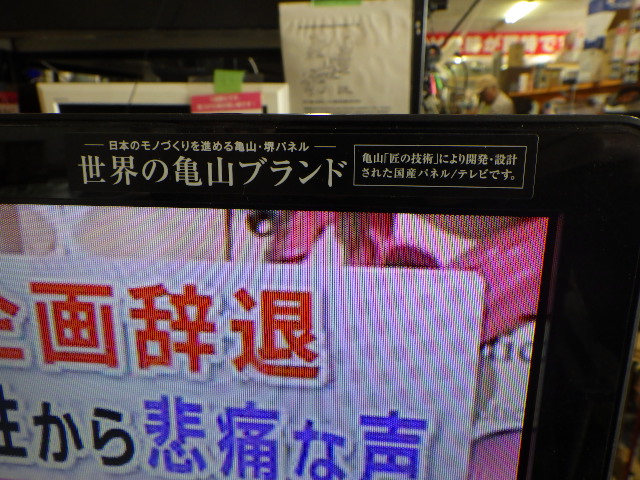 日本のモノづくりを進める亀山・堺パネル
世界の亀山ブランド
亀山「匠の技術」により開発・設計
された国産パネル/テレビです。
画辞退
から悲痛な声